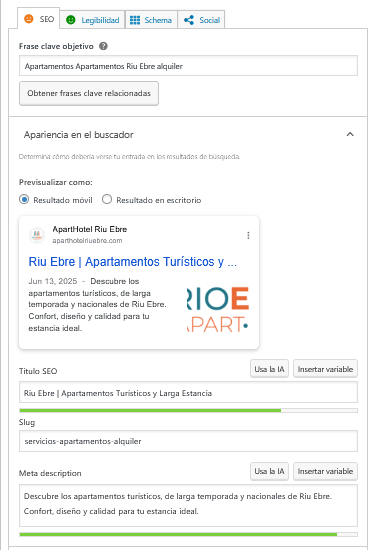 SEO
Legibilidad
Schema
Social
Frase clave objetivo
Apartamentos Apartamentos Riu Ebre alquiler
Obtener frases clave relacionadas
Apariencia en el buscador
Determina cómo debería verse tu entrada en los resultados de búsqueda.
Previsualizar como:
Resultado móvil
Resultado en escritorio
ApartHotel Riu Ebre
aparthotelriuebre.com
Riu Ebre | Apartamentos Turísticos y ...
Jun 13, 2025 - Descubre los
apartamentos turísticos, de larga
temporada y nacionales de Riu Ebre.
Confort, diseño y calidad para tu
estancia ideal.
RIOE
APART·
Título SEO
Usa la IA
Insertar variable
Riu Ebre | Apartamentos Turísticos y Larga Estancia
Slug
servicios-apartamentos-alquiler
Meta description
Usa la IA
Insertar variable
Descubre los apartamentos turísticos, de larga temporada y nacionales de Riu Ebre.
Confort, diseño y calidad para tu estancia ideal.